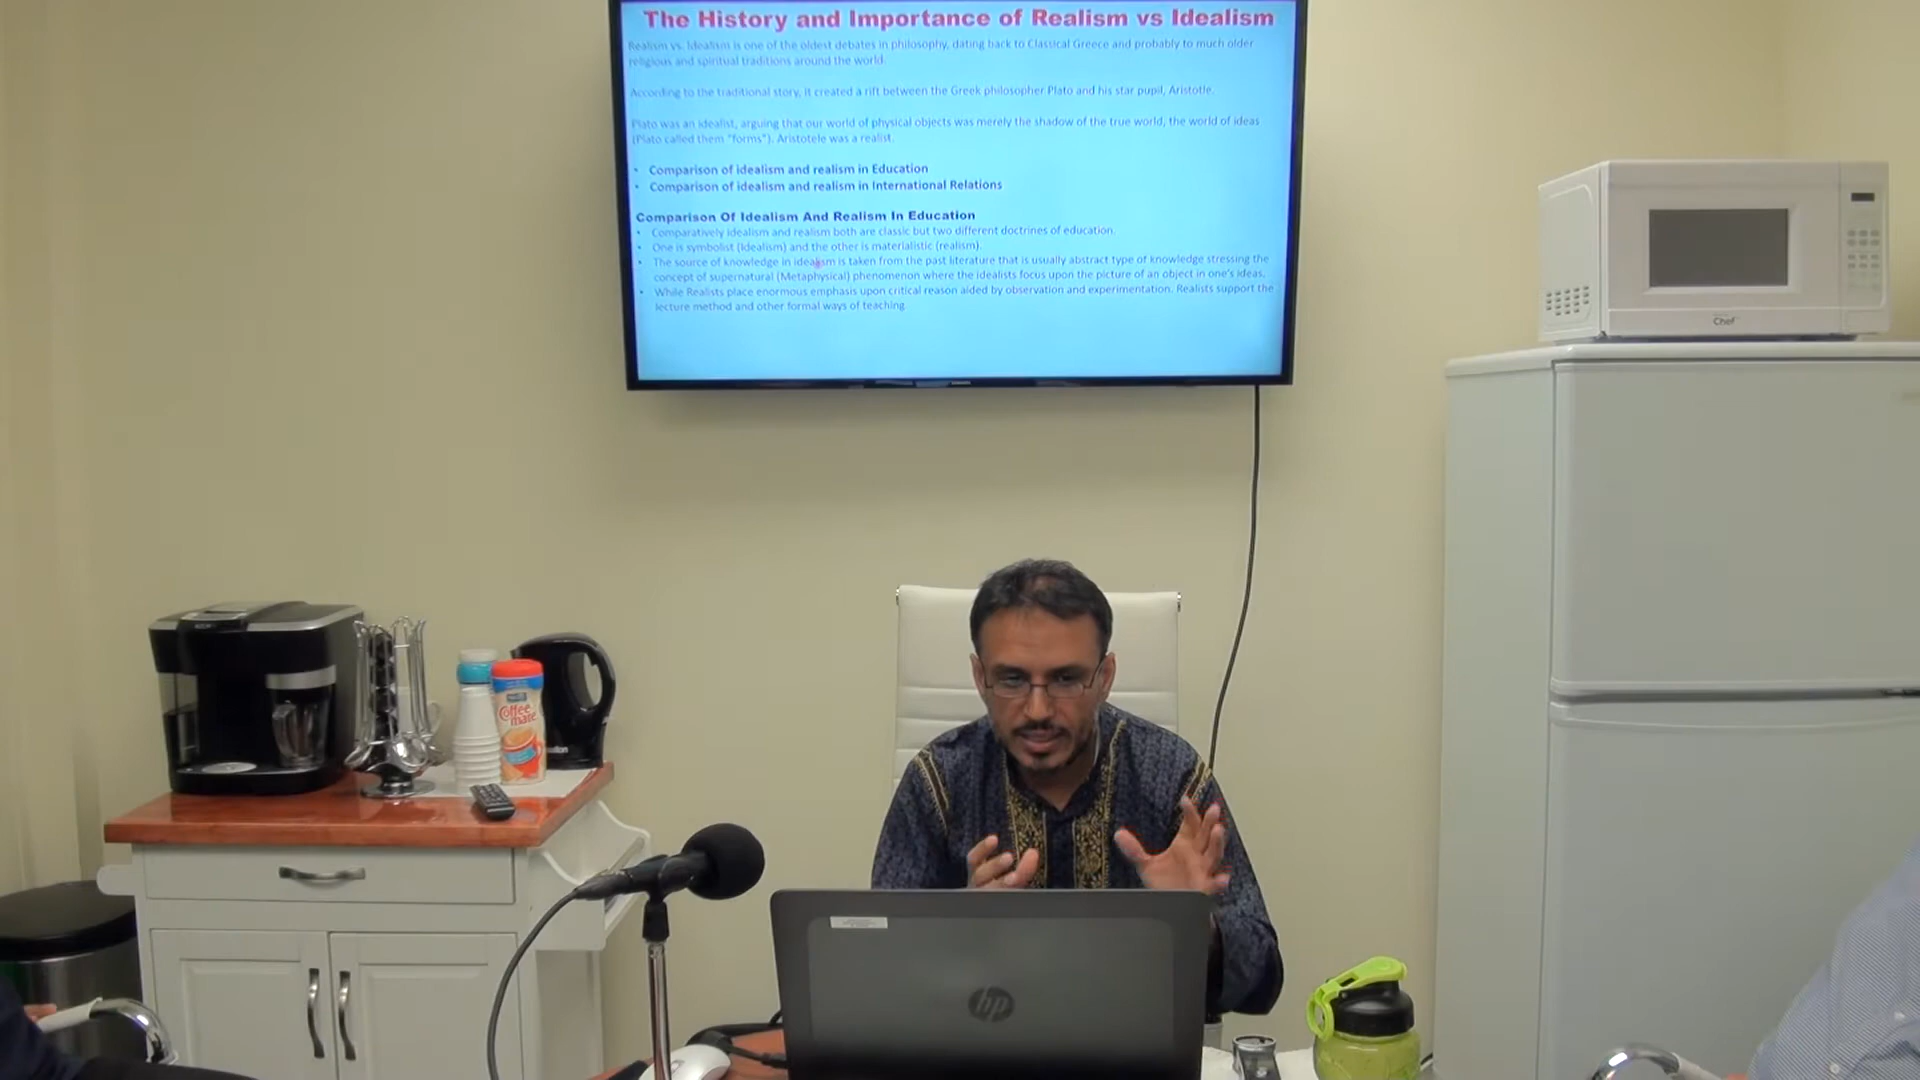 The History and Importance of Realism vs Idealism
Realism vs. Idealism is one of the oldest debates in philosophy, dating back to Classical Greece and probably to much older
religious and spiritual traditions around the world.
According to the traditional story, it created a rift between the Greek philosopher Plato and his star pupil, Aristotle.
Plato was an idealist, arguing that our world of physical objects was merely the shadow of the true world, the world of ideas
(Plato called them "forms"). Aristotele was a realist.
• Comparison of idealism and realism in Education
• Comparison of idealism and realism in International Relations
Comparison Of Idealism And Realism In Education
• Comparatively idealism and realism both are classic but two different doctrines of education.
• One is symbolist (Idealism) and the other is materialistic (realism).
• The source of knowledge in idealism is taken from the past literature that is usually abstract type of knowledge stressing the
concept of supernatural (Metaphysical) phenomenon where the idealists focus upon the picture of an object in one's ideas.
• While Realists place enormous emphasis upon critical reason aided by observation and experimentation. Realists support the
lecture method and other formal ways of teaching
Chef
Coffee
mate
hp